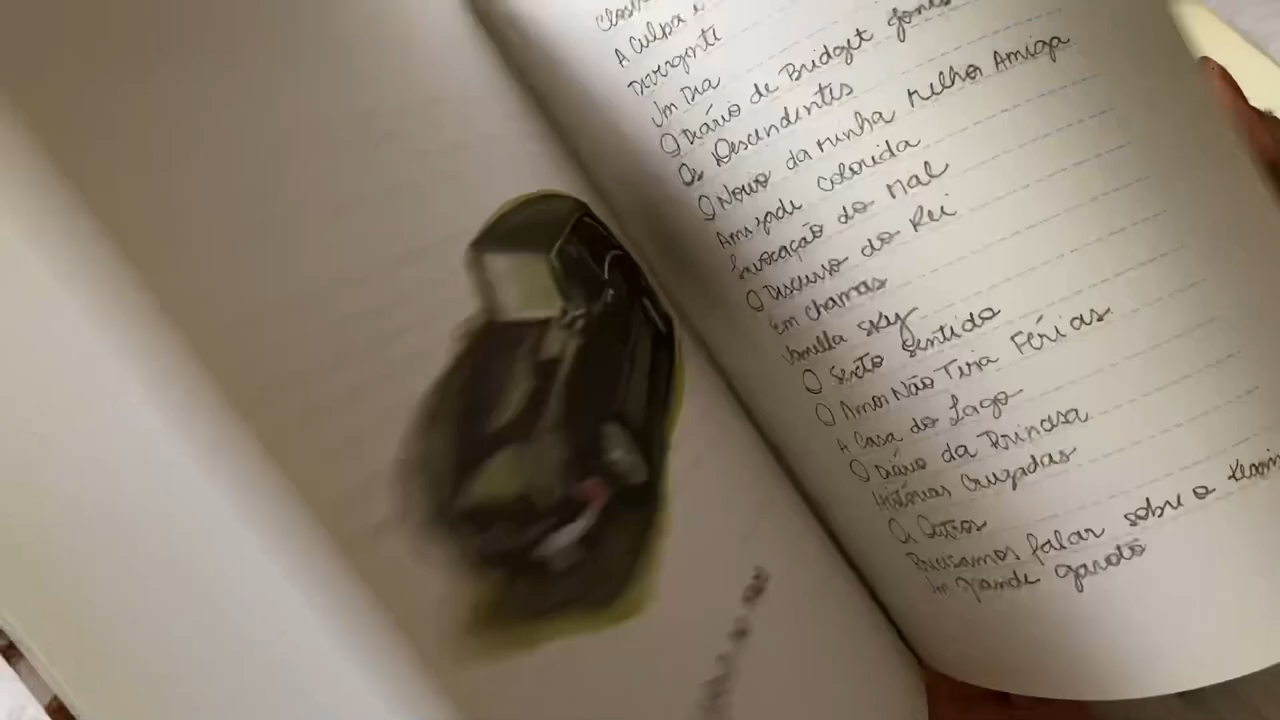 A culpa é
Divergente
Um Dia
O Diário de Bridget Jones
Os Descendentes
O Noivo da Minha Melhor Amiga
Amizade Colorida
Invocação do Mal
O Discurso do Rei
Em Chamas
Vanilla Sky
O Sexto Sentido
O Amor Não Tira Férias
A Casa do Lago
O Diário da Princesa
Histórias Cruzadas
Os Outros
Precisamos falar sobre o Kevin
Um grande garoto